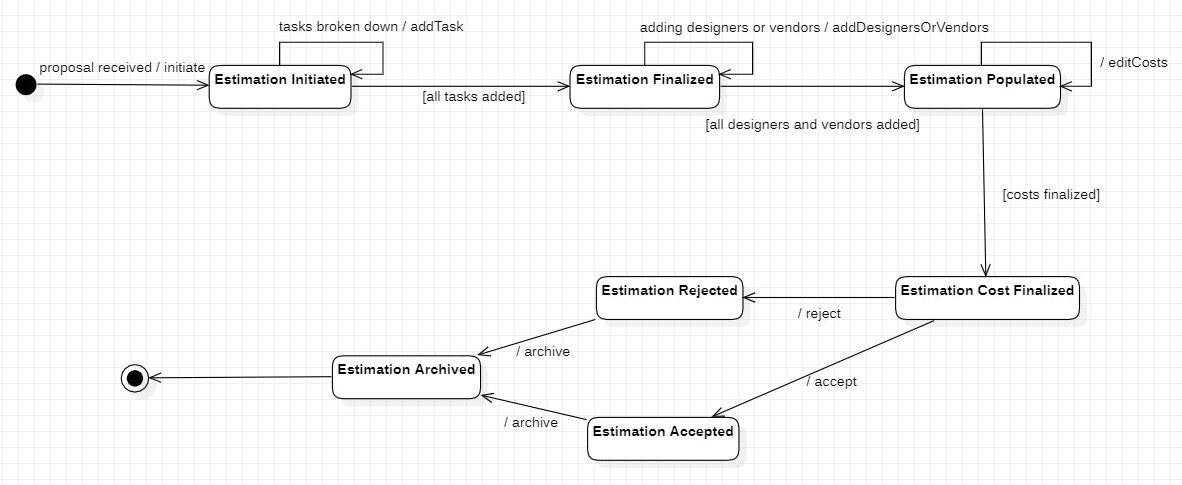 tasks broken down / addTask
adding designers or vendors / addDesignersOrVendors
/ editCosts
proposal received / initiate
Estimation Initiated
Estimation Finalized
Estimation Populated
[all tasks added]
[all designers and vendors added]
[costs finalized]
Estimation Rejected
Estimation Cost Finalized
/ reject
/ archive
Estimation Archived
/ accept
/ archive
Estimation Accepted